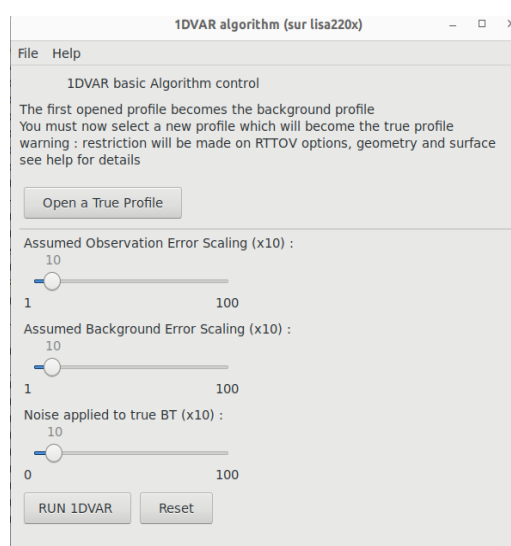 1DVAR algorithm (sur lisa220x)
File Help
1DVAR basic Algorithm control
The first opened profile becomes the background profile
You must now select a new profile which will become the true profile
warning : restriction will be made on RTTOV options, geometry and surface
see help for details
Open a True Profile
Assumed Observation Error Scaling (x10) :
10
1 100
Assumed Background Error Scaling (x10) :
10
1 100
Noise applied to true BT (x10) :
10
0 100
RUN 1DVAR Reset